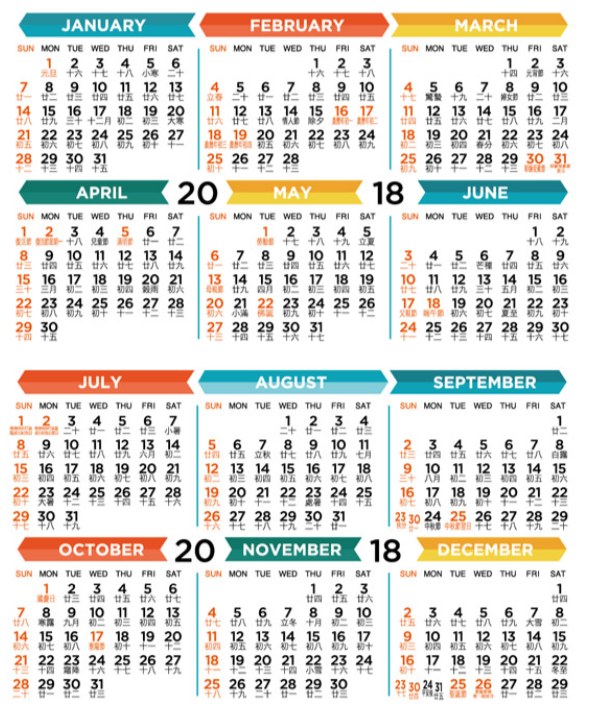 JANUARY
SUN MON TUE WED THU FRI SAT
1 2 3 4 5 6
元旦 十六 十七 十八 小寒 二十
7 8 9 10 11 12 13
廿一 廿二 廿三 廿四 廿五 廿六 廿七
14 15 16 17 18 19 20
廿八 廿九 三十 十二月 初二 初三 大寒
21 22 23 24 25 26 27
初五 初六 初七 初八 初九 初十 十一
28 29 30 31
十二 十三 十四 十五
FEBRUARY
SUN MON TUE WED THU FRI SAT
1 2 3
十六 十七 十八
4 5 6 7 8 9 10
立春 二十 廿一 廿二 廿三 廿四 廿五
11 12 13 14 15 16 17
廿六 廿七 廿八 情人節 除夕 農曆年初一 農曆年初二
18 19 20 21 22 23 24
農曆年初三 農曆年初四 初五 初六 初七 初八 初九
25 26 27 28
初十 十一 十二 十三
MARCH
SUN MON TUE WED THU FRI SAT
1 2 3
十四 元宵節 十六
4 5 6 7 8 9 10
十七 驚蟄 十九 二十 婦女節 廿二 廿三
11 12 13 14 15 16 17
廿四 廿五 廿六 廿七 廿八 廿九 二月
18 19 20 21 22 23 24
初二 初三 初四 春分 初六 初七 初八
25 26 27 28 29 30 31
初九 初十 十一 十二 十三
APRIL
SUN MON TUE WED THU FRI SAT
1 2 3 4 5 6 7
復活節 復活節星期一 十八 兒童節 清明節 廿一 廿二
8 9 10 11 12 13 14
廿三 廿四 廿五 廿六 廿七 廿八 廿九
15 16 17 18 19 20 21
三十 三月 初二 初三 初四 穀雨 初六
22 23 24 25 26 27 28
初七 初八 初九 初十 十一 十二 十三
29 30
十四 十五
20
MAY
SUN MON TUE WED THU FRI SAT
1 2 3 4 5
勞動節 十七 十八 十九 立夏
6 7 8 9 10 11 12
廿一 廿二 廿三 廿四 廿五 廿六 廿七
13 14 15 16 17 18 19
母親節 廿九 四月 初二 初三 初四 初五
20 21 22 23 24 25 26
初六 小滿 佛誕 初九 初十 十一 十二
27 28 29 30 31
十三 十四 十五 十六 十七
18
JUNE
SUN MON TUE WED THU FRI SAT
1 2
十八 十九
3 4 5 6 7 8 9
二十 廿一 廿二 芒種 廿四 廿五 廿六
10 11 12 13 14 15 16
廿七 廿八 廿九 三十 五月 初二 初三
17 18 19 20 21 22 23
父親節 端午節 初六 初七 夏至 初九 初十
24 25 26 27 28 29 30
十一 十二 十三 十四 十五 十六 十七
JULY
SUN MON TUE WED THU FRI SAT
1 2 3 4 5 6 7
二十 廿一 廿二 廿三 小暑
8 9 10 11 12 13 14
廿五 廿六 廿七 廿八 廿九 六月 初二
15 16 17 18 19 20 21
初三 初四 初五 初六 初七 初八 初九
22 23 24 25 26 27 28
初十 大暑 十二 十三 十四 十五 十六
29 30 31
十七 十八 十九
AUGUST
SUN MON TUE WED THU FRI SAT
1 2 3 4
二十 廿一 廿二 廿三
5 6 7 8 9 10 11
廿四 廿五 立秋 廿七 廿八 廿九 七月
12 13 14 15 16 17 18
初二 初三 初四 初五 初六 初七 初八
19 20 21 22 23 24 25
初九 初十 十一 十二 處暑 十四 十五
26 27 28 29 30 31
十六 十七 十八 十九 二十 廿一
SEPTEMBER
SUN MON TUE WED THU FRI SAT
1
廿二
2 3 4 5 6 7 8
廿三 廿四 廿五 廿六 廿七 廿八 白露
9 10 11 12 13 14 15
三十 八月 初二 初三 初四 初五 初六
16 17 18 19 20 21 22
初七 初八 初九 初十 十一 十二 十三
23 30 24 25 26 27 28 29
秋分 廿一 中秋節 中秋節翌日 十七 十八 十九 二十
OCTOBER
SUN MON TUE WED THU FRI SAT
1 2 3 4 5 6
國慶日 廿三 廿四 廿五 廿六 廿七
7 8 9 10 11 12 13
廿八 寒露 九月 初二 初三 初四 初五
14 15 16 17 18 19 20
初六 初七 初八 重陽節 初十 十一 十二
21 22 23 24 25 26 27
十三 十四 霜降 十六 十七 十八 十九
28 29 30 31
二十 廿一 廿二 廿三
20
NOVEMBER
SUN MON TUE WED THU FRI SAT
1 2 3
廿四 廿五 廿六
4 5 6 7 8 9 10
廿七 廿八 廿九 立冬 十月 初二 初三
11 12 13 14 15 16 17
初四 初五 初六 初七 初八 初九 初十
18 19 20 21 22 23 24
十一 十二 十三 十四 小雪 十六 十七
25 26 27 28 29 30
十八 十九 二十 廿一 廿二 廿三
18
DECEMBER
SUN MON TUE WED THU FRI SAT
1
廿四
2 3 4 5 6 7 8
廿五 廿六 廿七 廿八 廿九 大雪 初二
9 10 11 12 13 14 15
初三 初四 初五 初六 初七 初八 初九
16 17 18 19 20 21 22
初十 十一 十二 十三 十四 十五 冬至
23 30 24 31 25 26 27 28 29
十七 廿四 廿五 聖誕節 廿一 廿二 廿三